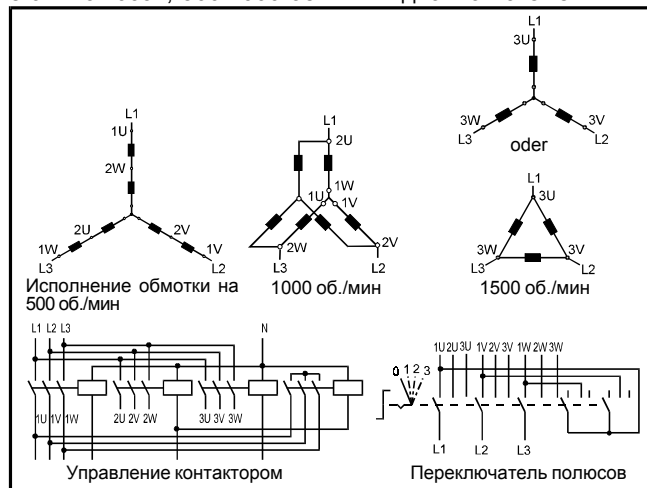 L1
3U
3W
3V
L3
L2
oder
L1
1U
2W
2U
2V
1W
1V
L3
L2
Исполнение обмотки на
500 об./мин
L1
2U
1W
1U
1V
2W
2V
L3
L2
1000 об./мин
L1
3U
3W
3V
L3
L2
1500 об./мин
L1 L2 L3
N
1U 1V 1W
2U 2V 2W
3U 3V 3W
Управление контактором
1U 2U 3U 1V 2V 3V 1W 2W 3W
0 1 2 3
L1
L2
L3
Переключатель полюсов